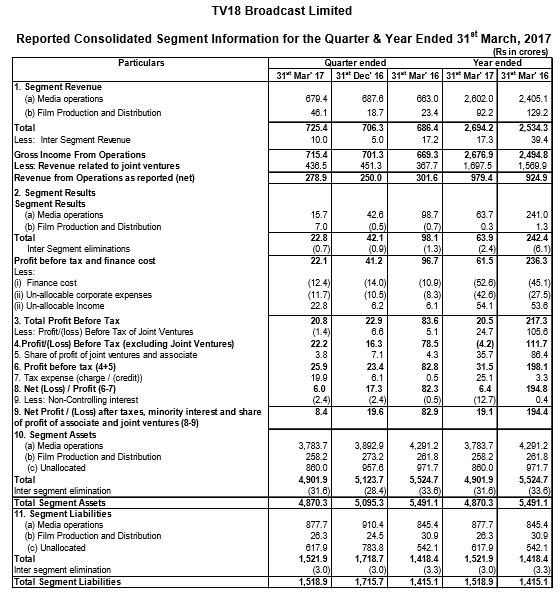 TV18 Broadcast Limited
Reported Consolidated Segment Information for the Quarter & Year Ended 31st March, 2017
(Rs in crores)
Particulars Quarter ended Year ended
31st Mar' 17 31st Dec' 16 31st Mar' 16 31st Mar' 17 31st Mar' 16
1. Segment Revenue
(a) Media operations 679.4 687.6 663.0 2,602.0 2,405.1
(b) Film Production and Distribution 46.1 18.7 23.4 92.2 129.2
Total 725.4 706.3 686.4 2,694.2 2,534.3
Less: Inter Segment Revenue 10.0 5.0 17.2 17.3 39.4
Gross Income From Operations 715.4 701.3 669.3 2,676.9 2,494.8
Less: Revenue related to joint ventures 436.5 451.3 367.7 1,697.5 1,569.9
Revenue from Operations as reported (net) 278.9 250.0 301.6 979.4 924.9
2. Segment Results
Segment Results
(a) Media operations 15.7 42.6 98.7 63.7 241.0
(b) Film Production and Distribution 7.0 (0.5) (0.7) 0.3 1.3
Total 22.8 42.1 98.1 63.9 242.4
Inter Segment eliminations (0.7) (0.9) (1.3) (2.4) (6.1)
Profit before tax and finance cost 22.1 41.2 96.7 61.5 236.3
Less:
(i) Finance cost (12.4) (14.0) (10.9) (52.6) (45.1)
(ii) Un-allocable corporate expenses (11.7) (10.5) (8.3) (42.6) (27.5)
(ii) Un-allocable Income 22.8 6.2 6.1 54.1 53.6
3. Total Profit Before Tax 20.8 22.9 83.6 20.5 217.3
Less: Profit/(loss) Before Tax of Joint Ventures (1.4) 6.6 5.1 24.7 105.6
4.Profit/(Loss) Before Tax (excluding Joint Ventures) 22.2 16.3 78.5 (4.2) 111.7
5. Share of profit of joint ventures and associate 3.8 7.1 4.3 35.7 86.4
6. Profit before tax (4+5) 25.9 23.4 82.8 31.5 198.1
7. Tax expense (charge / (credit)) 19.9 6.1 0.5 25.1 3.3
8. Net (Loss) / Profit (6-7) 6.0 17.3 82.3 6.4 194.8
9. Less: Non-Controlling interest (2.4) (2.4) (0.5) (12.7) 0.4
9. Net Profit / (Loss) after taxes, minority interest and share 8.4 19.6 82.9 19.1 194.4
of profit of associate and joint ventures (8-9)
10. Segment Assets
(a) Media operations 3,783.7 3,892.9 4,291.2 3,783.7 4,291.2
(b) Film Production and Distribution 258.2 273.2 261.8 258.2 261.8
(c) Unallocated 860.0 957.6 971.7 860.0 971.7
Total 4,901.9 5,123.7 5,524.7 4,901.9 5,524.7
Inter segment elimination (31.6) (28.4) (33.6) (31.6) (33.6)
Total Segment Assets 4,870.3 5,095.3 5,491.1 4,870.3 5,491.1
11. Segment Liabilities
(a) Media operations 877.7 910.4 845.4 877.7 845.4
(b) Film Production and Distribution 26.3 24.5 30.9 26.3 30.9
(c) Unallocated 617.9 783.8 542.1 617.9 542.1
Total 1,521.9 1,718.7 1,418.4 1,521.9 1,418.4
Inter segment elimination (3.0) (3.0) (3.3) (3.0) (3.3)
Total Segment Liabilities 1,518.9 1,715.7 1,415.1 1,518.9 1,415.1